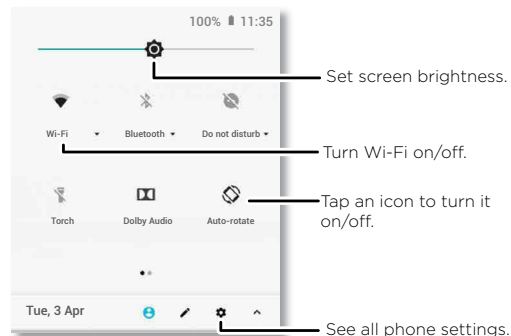 100% 11:35
Set screen brightness.
Wi-Fi Bluetooth Do not disturb
Turn Wi-Fi on/off.
Tap an icon to turn it
on/off.
Torch Dolby Audio Auto-rotate
Tue, 3 Apr
See all phone settings.